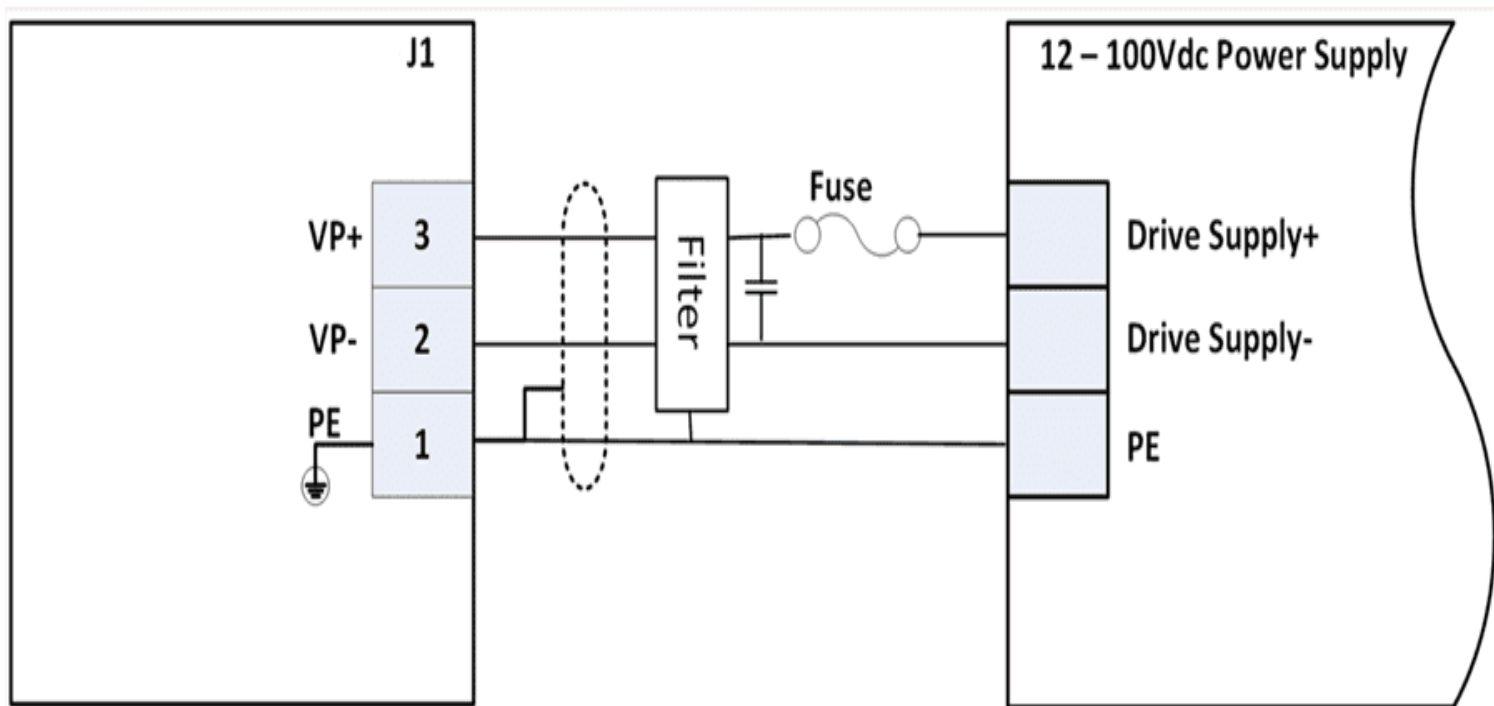 J1
12 – 100Vdc Power Supply
Fuse
VP+ 3
Filter
Drive Supply+
VP- 2
Drive Supply-
PE 1
PE